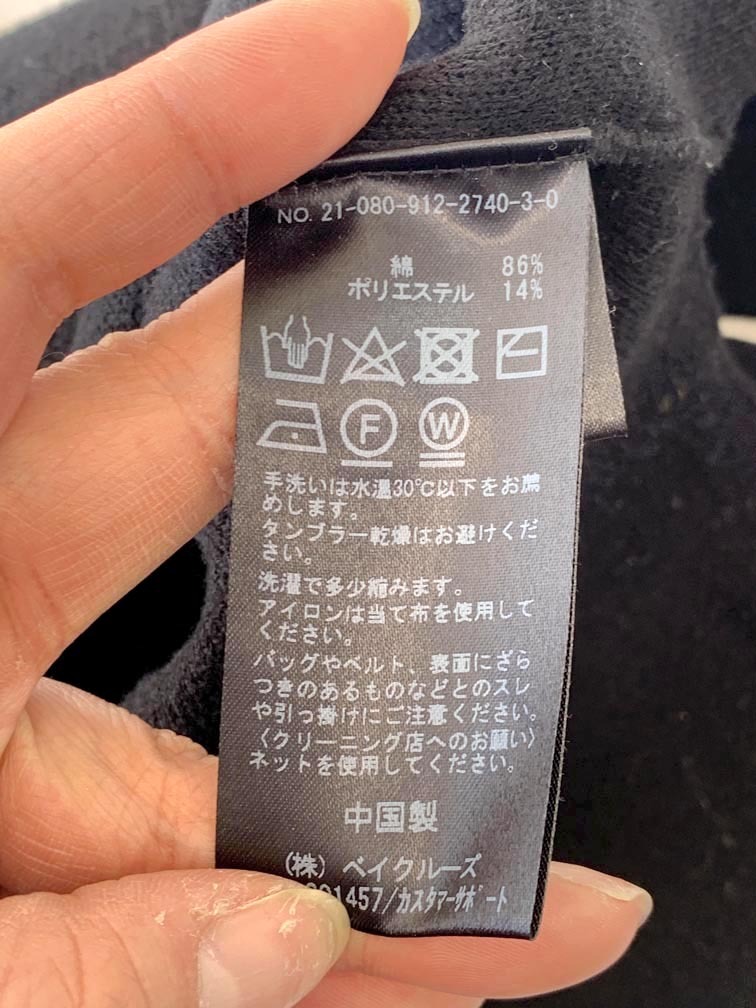 NO. 21-080-912-2740-3-0
綿 86%
ポリエステル 14%
F W
手洗いは水温30℃以下をお薦
めします。
タンブラー乾燥はお避けくだ
さい。
洗濯で多少縮みます。
アイロンは当て布を使用して
ください。
バッグやベルト、表面にざら
つきのあるものなどとのスレ
や引っ掛けにご注意ください。
〈クリーニング店へのお願い〉
ネットを使用してください。
中国製
(株) ベイクルーズ
1457/カスタマーサポート